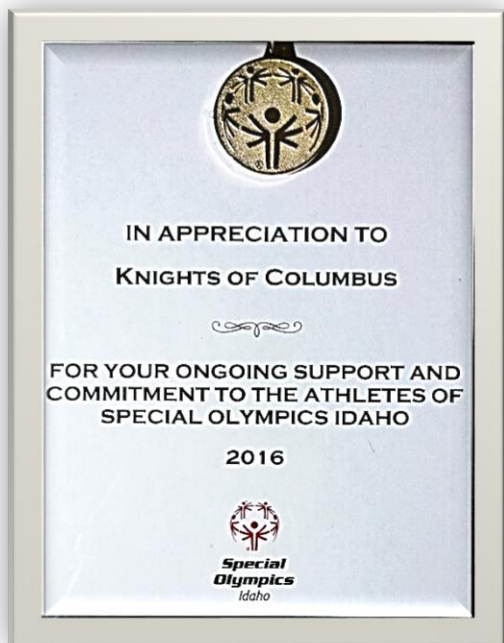 IN APPRECIATION TO
KNIGHTS OF COLUMBUS
FOR YOUR ONGOING SUPPORT AND
COMMITMENT TO THE ATHLETES OF
SPECIAL OLYMPICS IDAHO
2016
Special
Olympics
Idaho